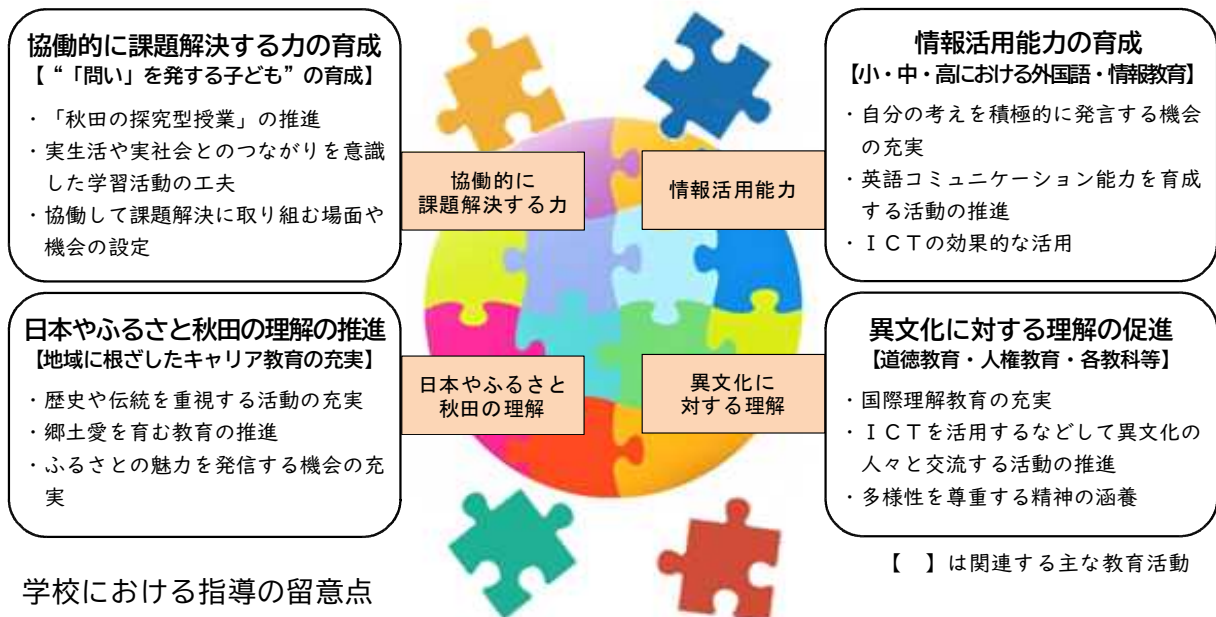 協働的に課題解決する力の育成
【 “「問い」を発する子ども” の育成】
・「秋田の探究型授業」の推進
・実生活や実社会とのつながりを意識
した学習活動の工夫
・協働して課題解決に取り組む場面や
機会の設定
情報活用能力の育成
【小・中・高における外国語・情報教育】
・自分の考えを積極的に発言する機会
の充実
・英語コミュニケーション能力を育成
する活動の推進
・ＩＣＴの効果的な活用
協働的に
課題解決する力
情報活用能力
日本やふるさと秋田の理解の推進
【地域に根ざしたキャリア教育の充実】
・歴史や伝統を重視する活動の充実
・郷土愛を育む教育の推進
・ふるさとの魅力を発信する機会の充
実
日本やふるさと
秋田の理解
異文化に
対する理解
異文化に対する理解の促進
【道徳教育・人権教育・各教科等】
・国際理解教育の充実
・ＩＣＴを活用するなどして異文化の
人々と交流する活動の推進
・多様性を尊重する精神の涵養
【　】は関連する主な教育活動
学校における指導の留意点